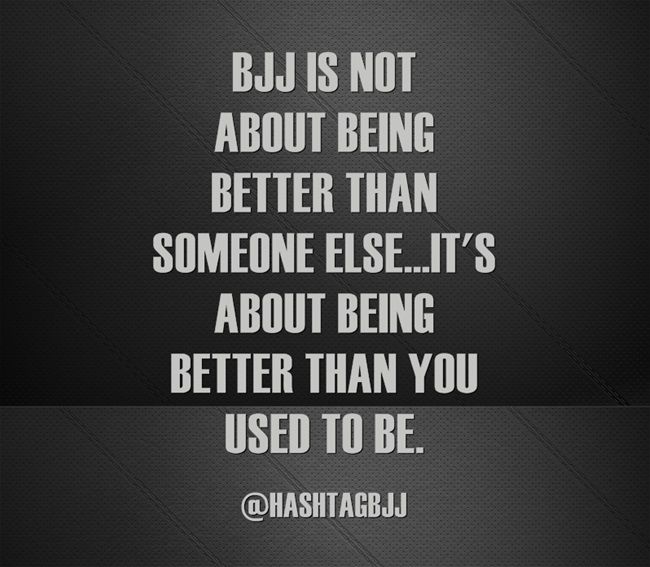 BJJ IS NOT
ABOUT BEING
BETTER THAN
SOMEONE ELSE...IT'S
ABOUT BEING
BETTER THAN YOU
USED TO BE.
@HASHTAGBJJ